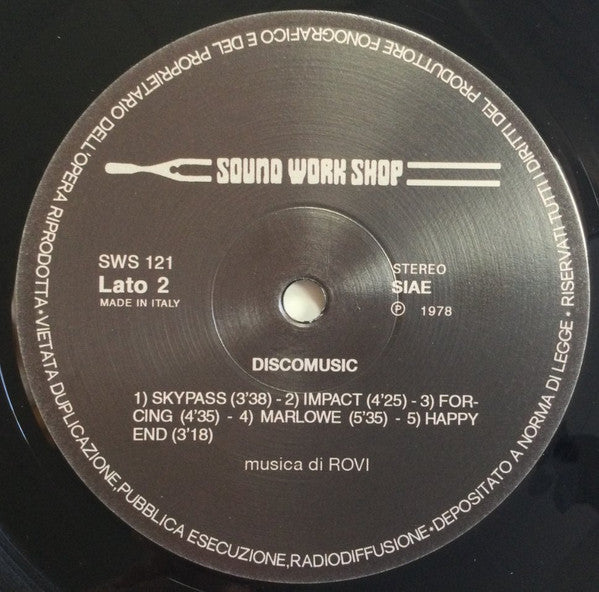 SOUND WORK SHOP
SWS 121
Lato 2
MADE IN ITALY
STEREO
SIAE
Ⓟ 1978
DISCOMUSIC
1) SKYPASS (3'38) - 2) IMPACT (4'25) - 3) FOR-
CING (4'35) - 4) MARLOWE (5'35) - 5) HAPPY
END (3'18)
musica di ROVI
RISERVATI TUTTI I DIRITTI DEL PRODUTTORE FONOGRAFICO E DEL PROPRIETARIO DELL'OPERA RIPRODOTTA • VIETATA DUPLICAZIONE, PUBBLICA ESECUZIONE, RADIODIFFUSIONE • DEPOSITATO A NORMA DI LEGGE •